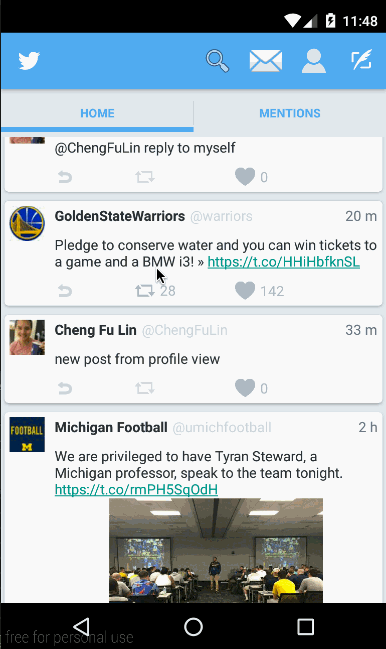 11:48
HOME
MENTIONS
@ChengFuLin reply to myself
0
GoldenStateWarriors @warriors 20 m
Pledge to conserve water and you can win tickets to
a game and a BMW i3! » https://t.co/HHiHbfknSL
28 142
Cheng Fu Lin @ChengFuLin 33 m
new post from profile view
0
FOOTBALL
M
Michigan Football @umichfootball 2 h
We are privileged to have Tyran Steward, a
Michigan professor, speak to the team tonight.
https://t.co/rmPH5SqOdH
free for personal use